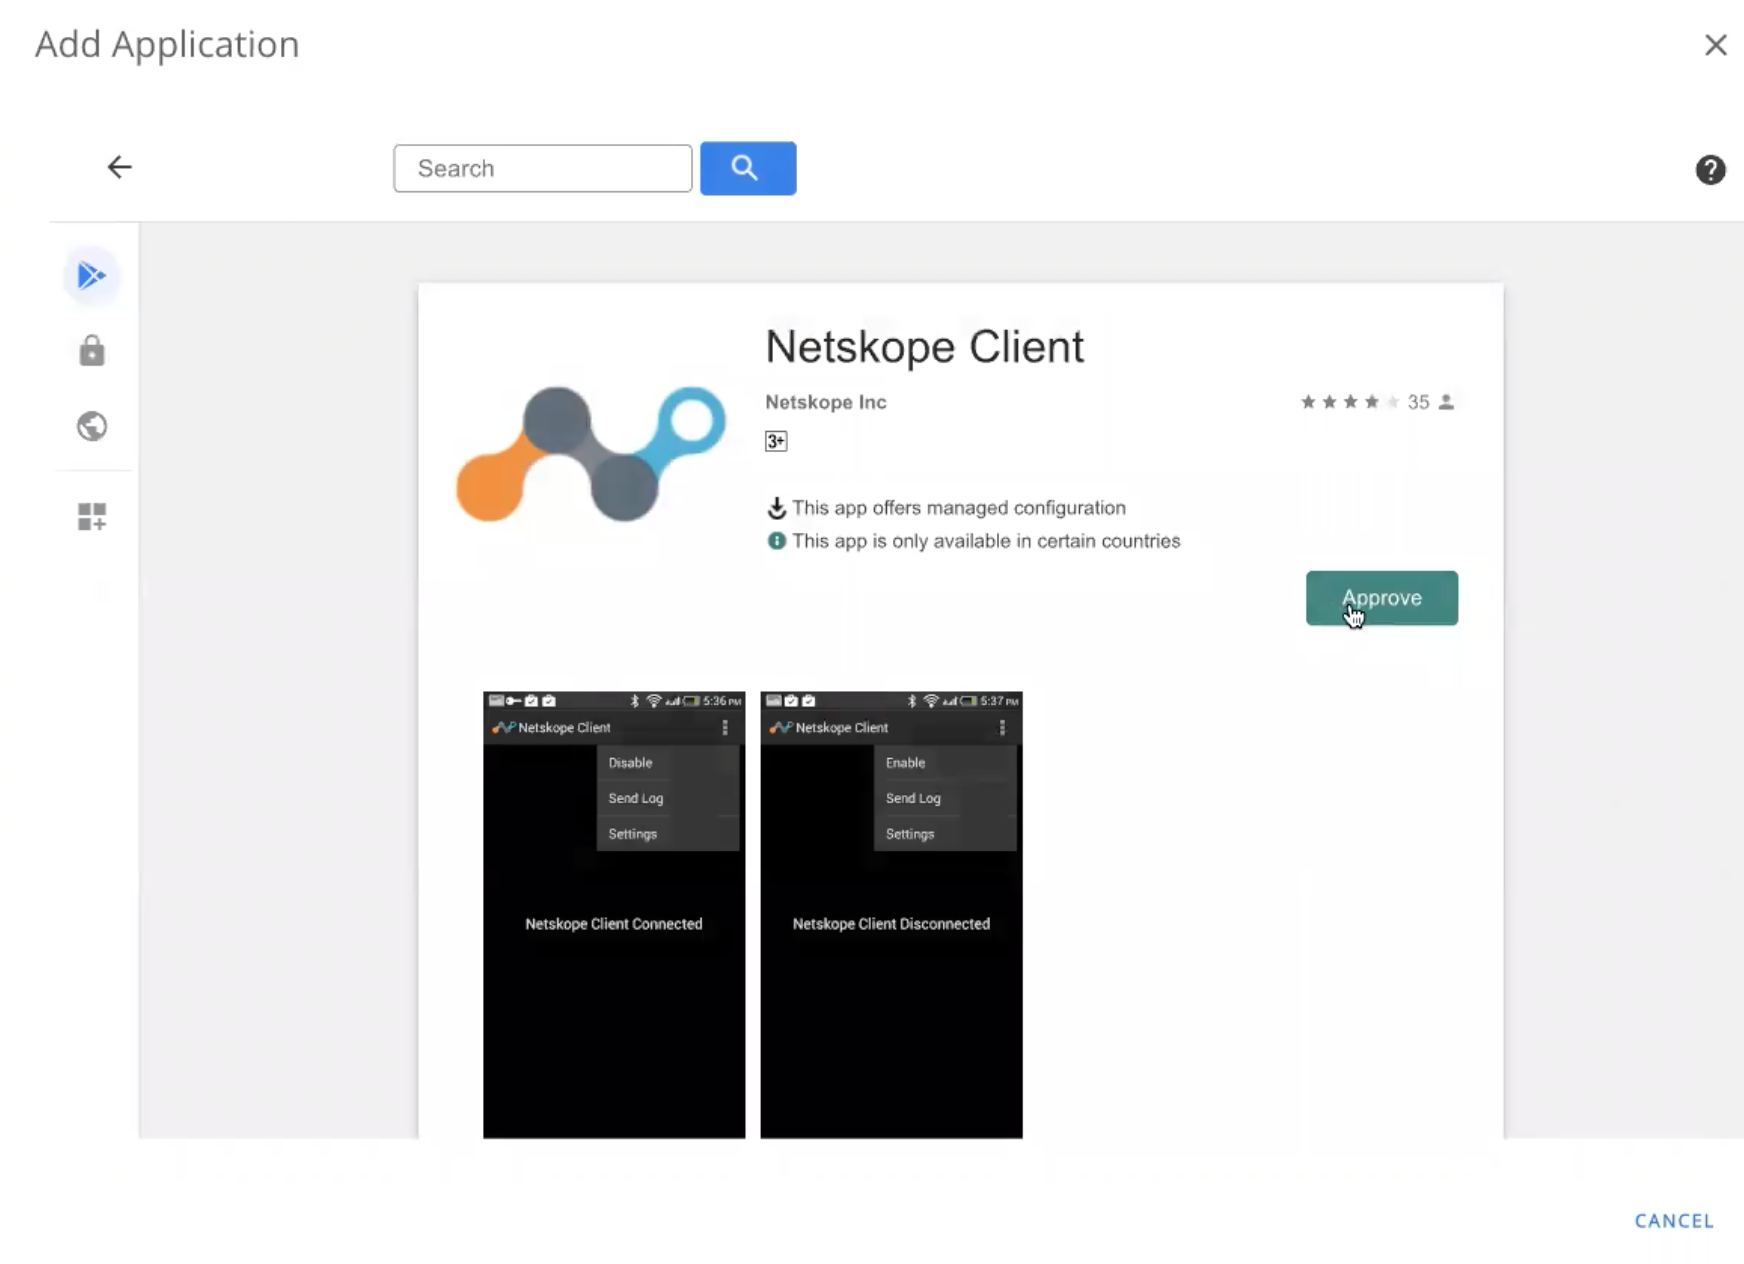 Add Application
Search
Netskope Client
Netskope Inc
35
3+
This app offers managed configuration
This app is only available in certain countries
Approve
5:36 PM
Netskope Client
Disable
Send Log
Settings
Netskope Client Connected
5:37 PM
Netskope Client
Enable
Send Log
Settings
Netskope Client Disconnected
CANCEL